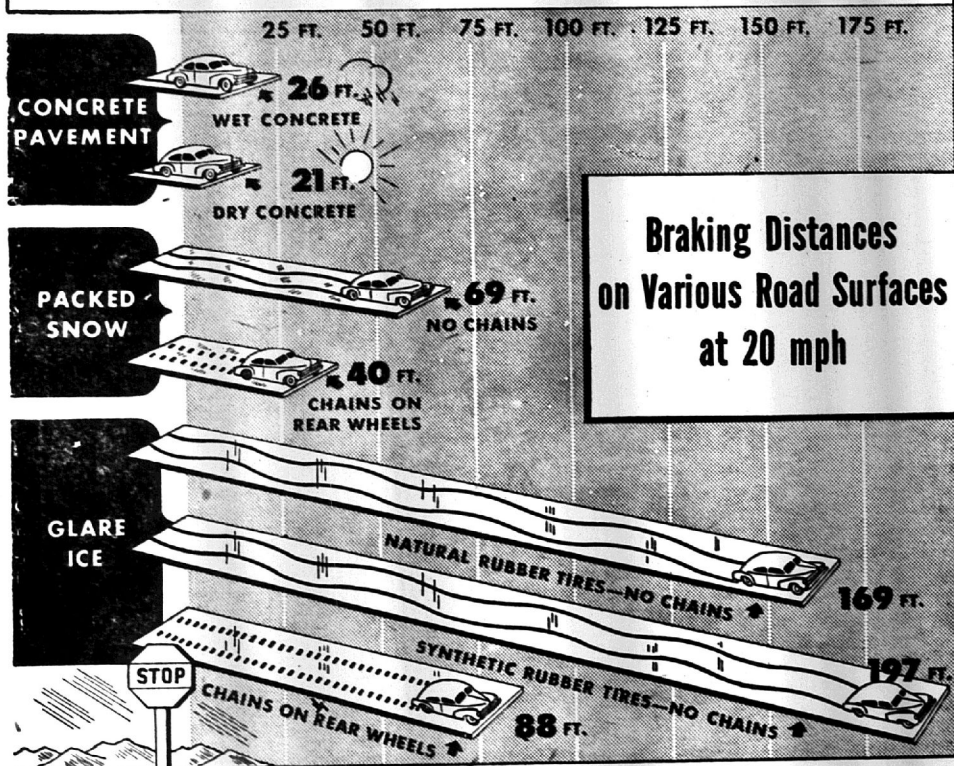 25 FT. 50 FT. 75 FT. 100 FT. 125 FT. 150 FT. 175 FT.
CONCRETE
PAVEMENT
26 FT.
WET CONCRETE
21 FT.
DRY CONCRETE
Braking Distances
on Various Road Surfaces
at 20 mph
PACKED
SNOW
69 FT.
NO CHAINS
40 FT.
CHAINS ON
REAR WHEELS
GLARE
ICE
NATURAL RUBBER TIRES—NO CHAINS
169 FT.
SYNTHETIC RUBBER TIRES—NO CHAINS
197 FT.
STOP
CHAINS ON REAR WHEELS
88 FT.